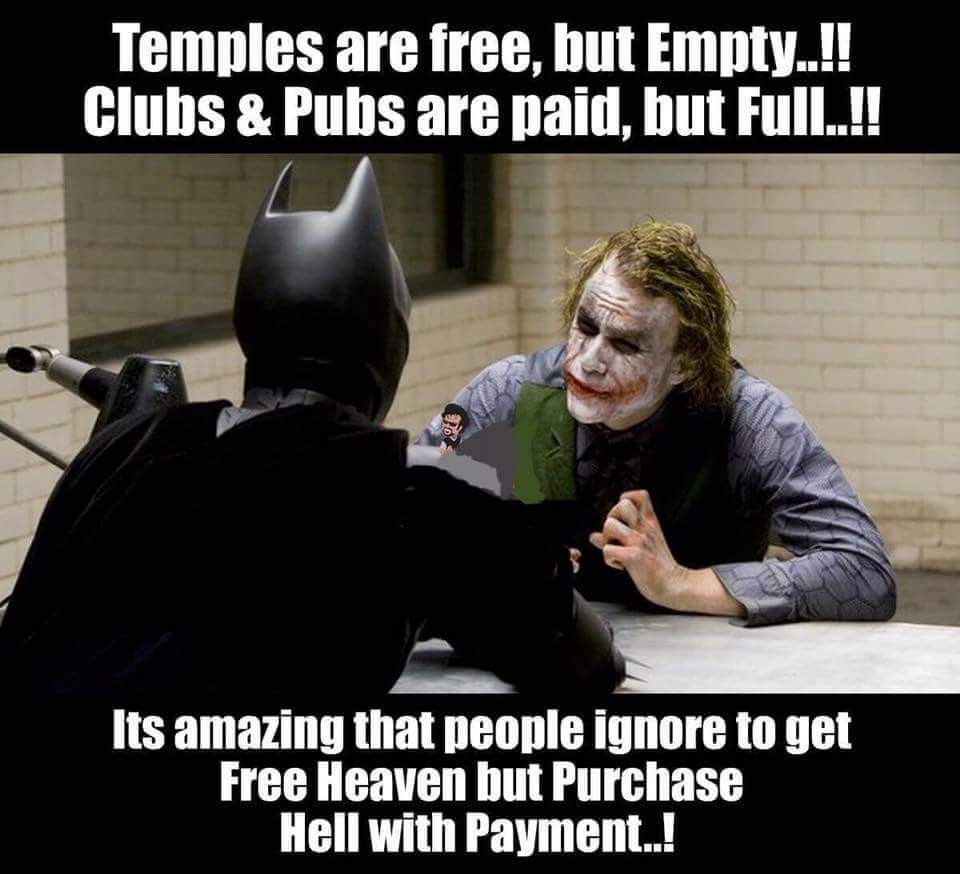 Temples are free, but Empty..!!
Clubs & Pubs are paid, but Full..!!
Its amazing that people ignore to get
Free Heaven but Purchase
Hell with Payment..!